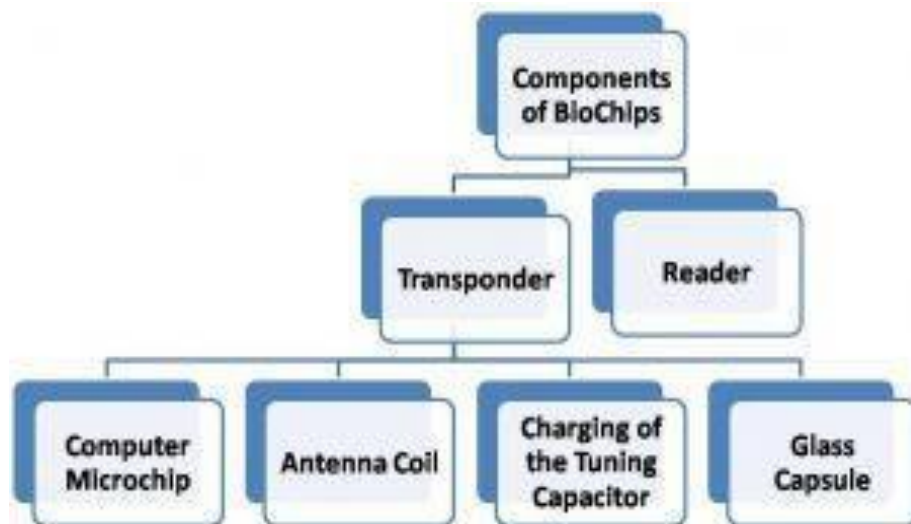 Components
of BioChips
Transponder
Reader
Computer
Microchip
Antenna Coil
Charging of
the Tuning
Capacitor
Glass
Capsule